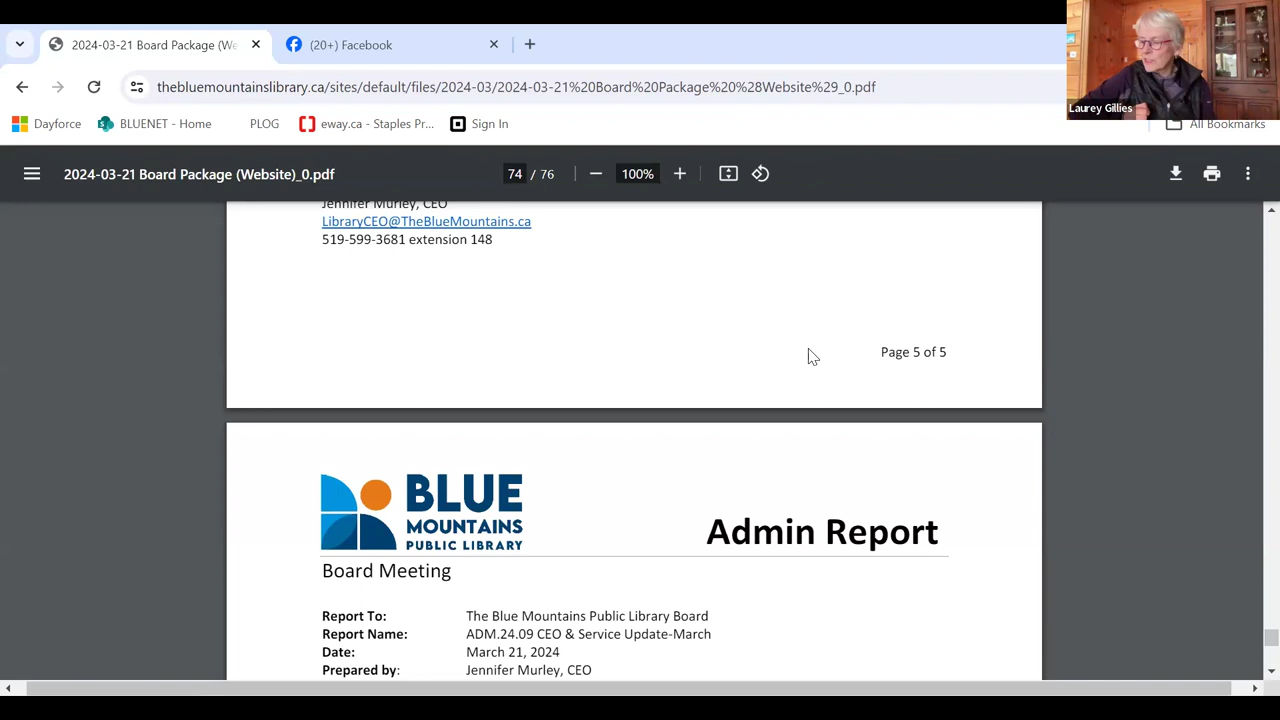 2024-03-21 Board Package (We
(20+) Facebook
thebluemountainslibrary.ca/sites/default/files/2024-03/2024-03-21%20Board%20Package%20%28Website%29_0.pdf
Laurey Gillies
Dayforce
BLUENET - Home
PLOG
eway.ca - Staples Pr...
Sign In
All Bookmarks
2024-03-21 Board Package (Website)_0.pdf
74 / 76
100%
Jennifer Murley, CEO
LibraryCEO@TheBlueMountains.ca
519-599-3681 extension 148
Page 5 of 5
BLUE
MOUNTAINS
PUBLIC LIBRARY
Admin Report
Board Meeting
Report To: The Blue Mountains Public Library Board
Report Name: ADM.24.09 CEO & Service Update-March
Date: March 21, 2024
Prepared by: Jennifer Murley, CEO